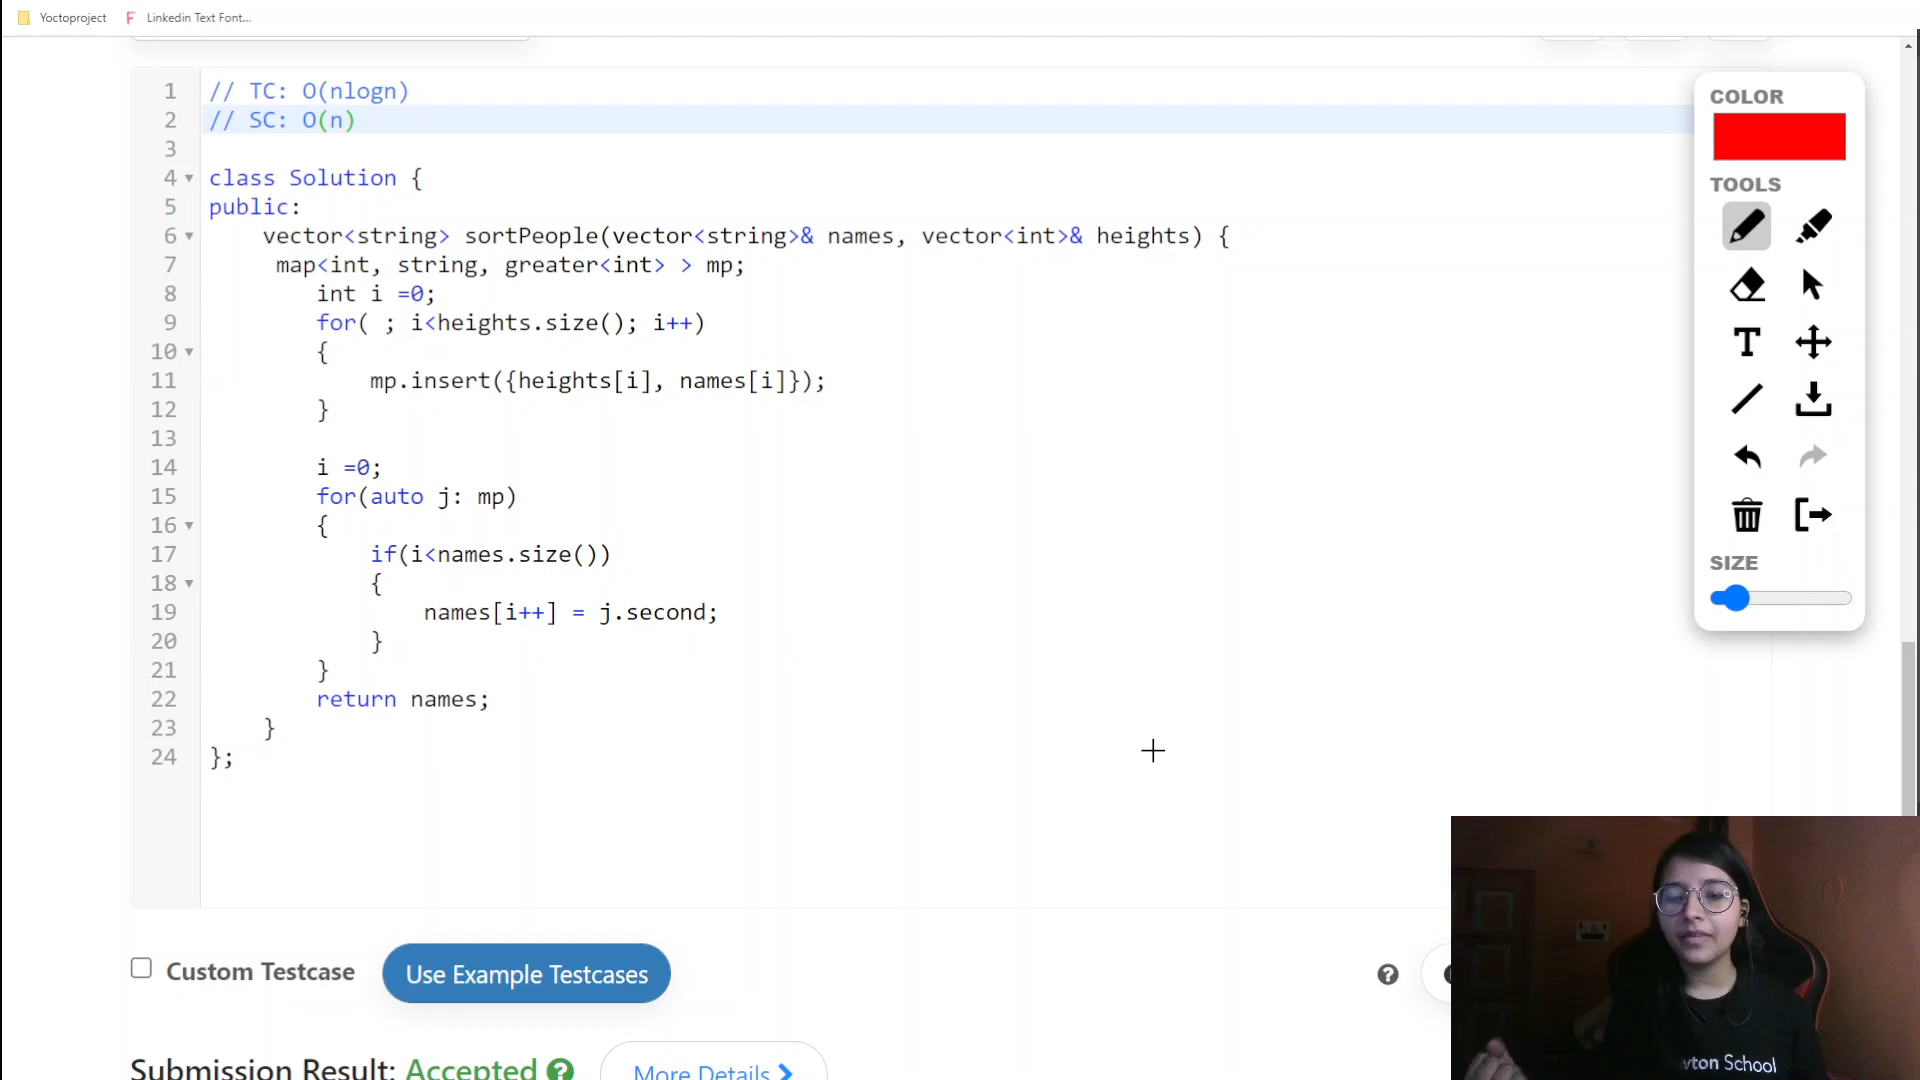 Yoctoproject Linkedin Text Font...
1 // TC: O(nlogn)
2 // SC: O(n)
3
4 class Solution {
5 public:
6 vector<string> sortPeople(vector<string>& names, vector<int>& heights) {
7 map<int, string, greater<int> > mp;
8 int i =0;
9 for( ; i<heights.size(); i++)
10 {
11 mp.insert({heights[i], names[i]});
12 }
13
14 i =0;
15 for(auto j: mp)
16 {
17 if(i<names.size())
18 {
19 names[i++] = j.second;
20 }
21 }
22 return names;
23 }
24 };
COLOR
TOOLS
SIZE
Custom Testcase Use Example Testcases
Submission Result: Accepted More Details
School